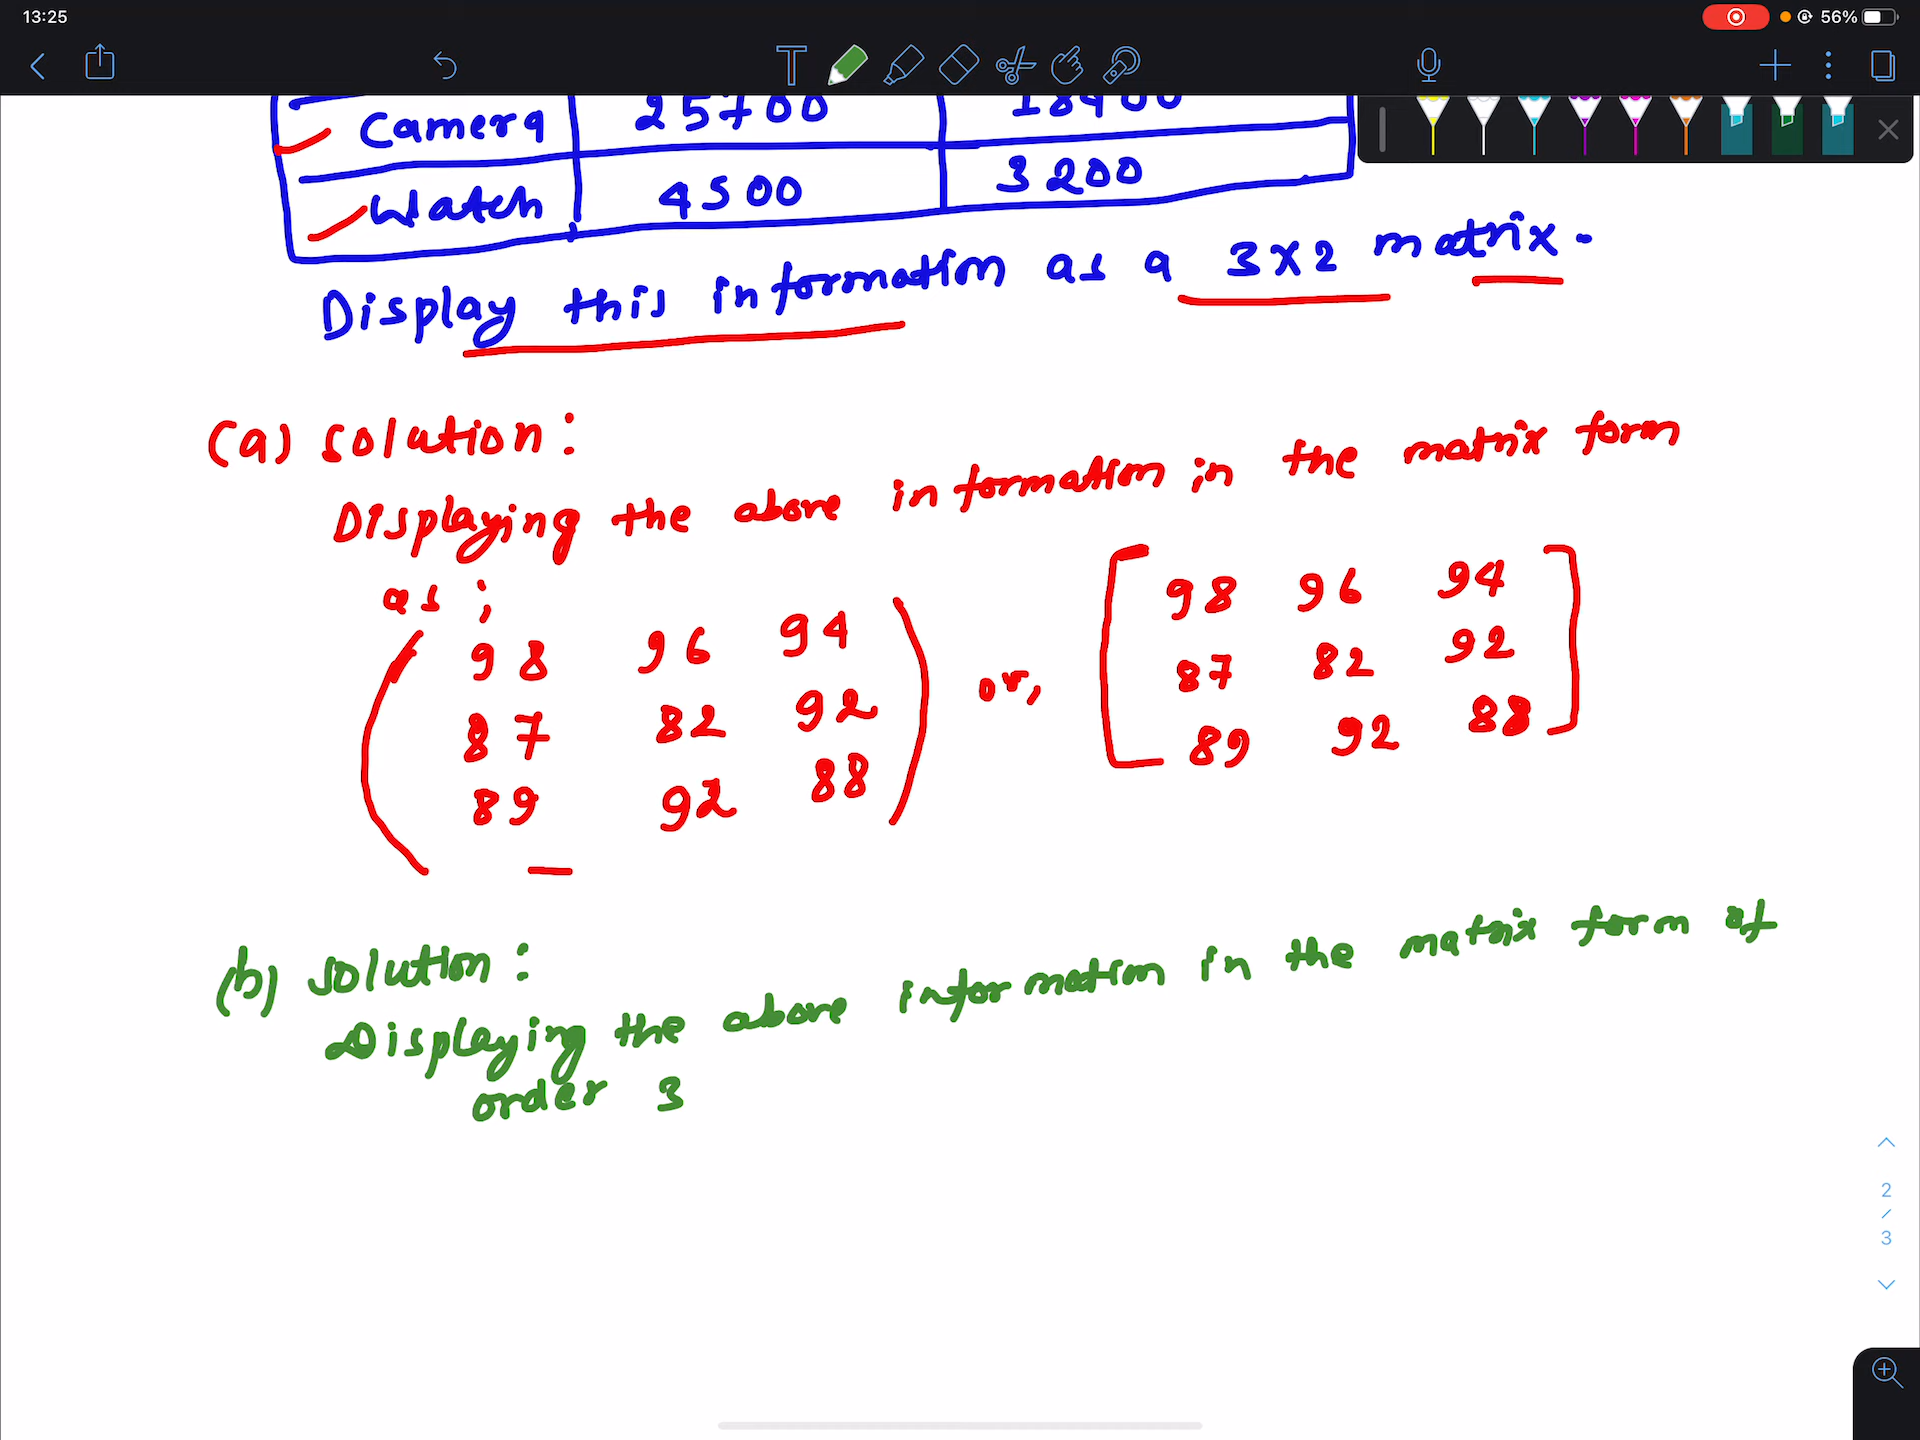 13:25
56%
Camera 25700
Watch 4500 3200
Display this information as a 3x2 matrix.
(a) solution:
Displaying the above information in the matrix form
as;
98 96 94
87 82 92
89 92 88
or,
98 96 94
87 82 92
89 92 88
(b) solution:
Displaying the above information in the matrix form of
order 3
2
/
3